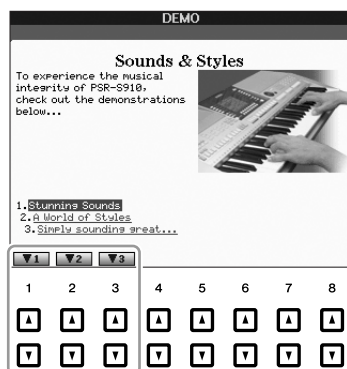 DEMO
Sounds & Styles
To experience the musical
integrity of PSR-S910,
check out the demonstrations
below...
1.Stunning Sounds
2.A World of Styles
3.Simply sounding great...
▼1 ▼2 ▼3
1 2 3 4 5 6 7 8